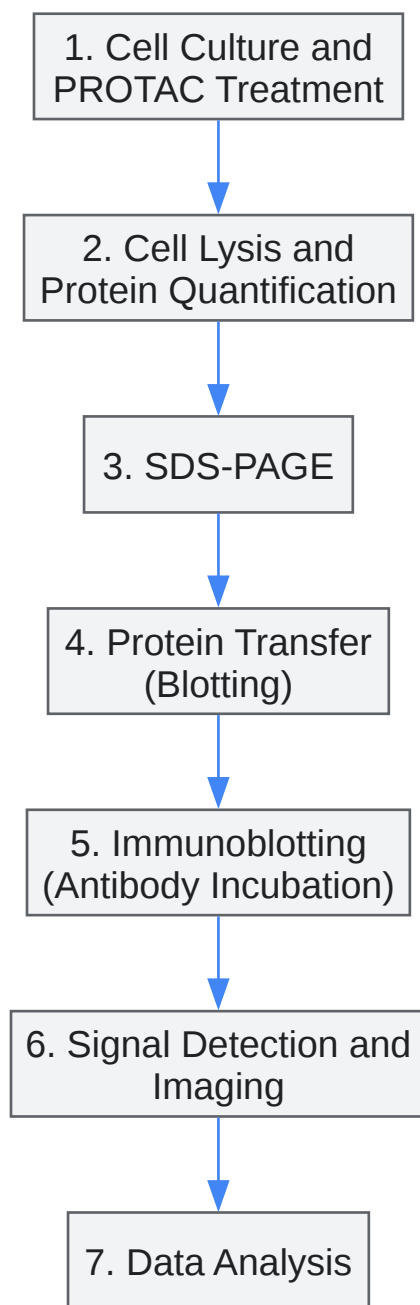 1. Cell Culture and
PROTAC Treatment
2. Cell Lysis and
Protein Quantification
3. SDS-PAGE
4. Protein Transfer
(Blotting)
5. Immunoblotting
(Antibody Incubation)
6. Signal Detection and
Imaging
7. Data Analysis